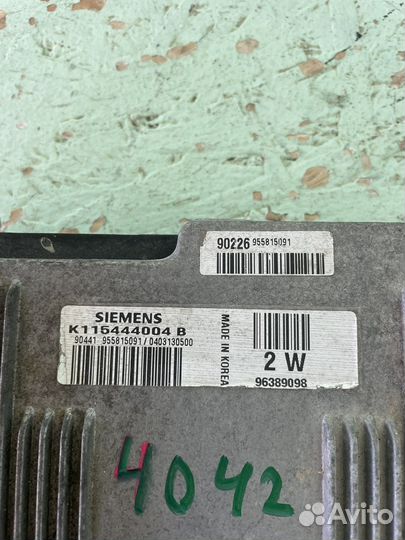 90226 955815091
SIEMENS
K115444004 B
90441 955815091 / 0403130500
MADE IN KOREA
2 W
96389098
4042
Avito